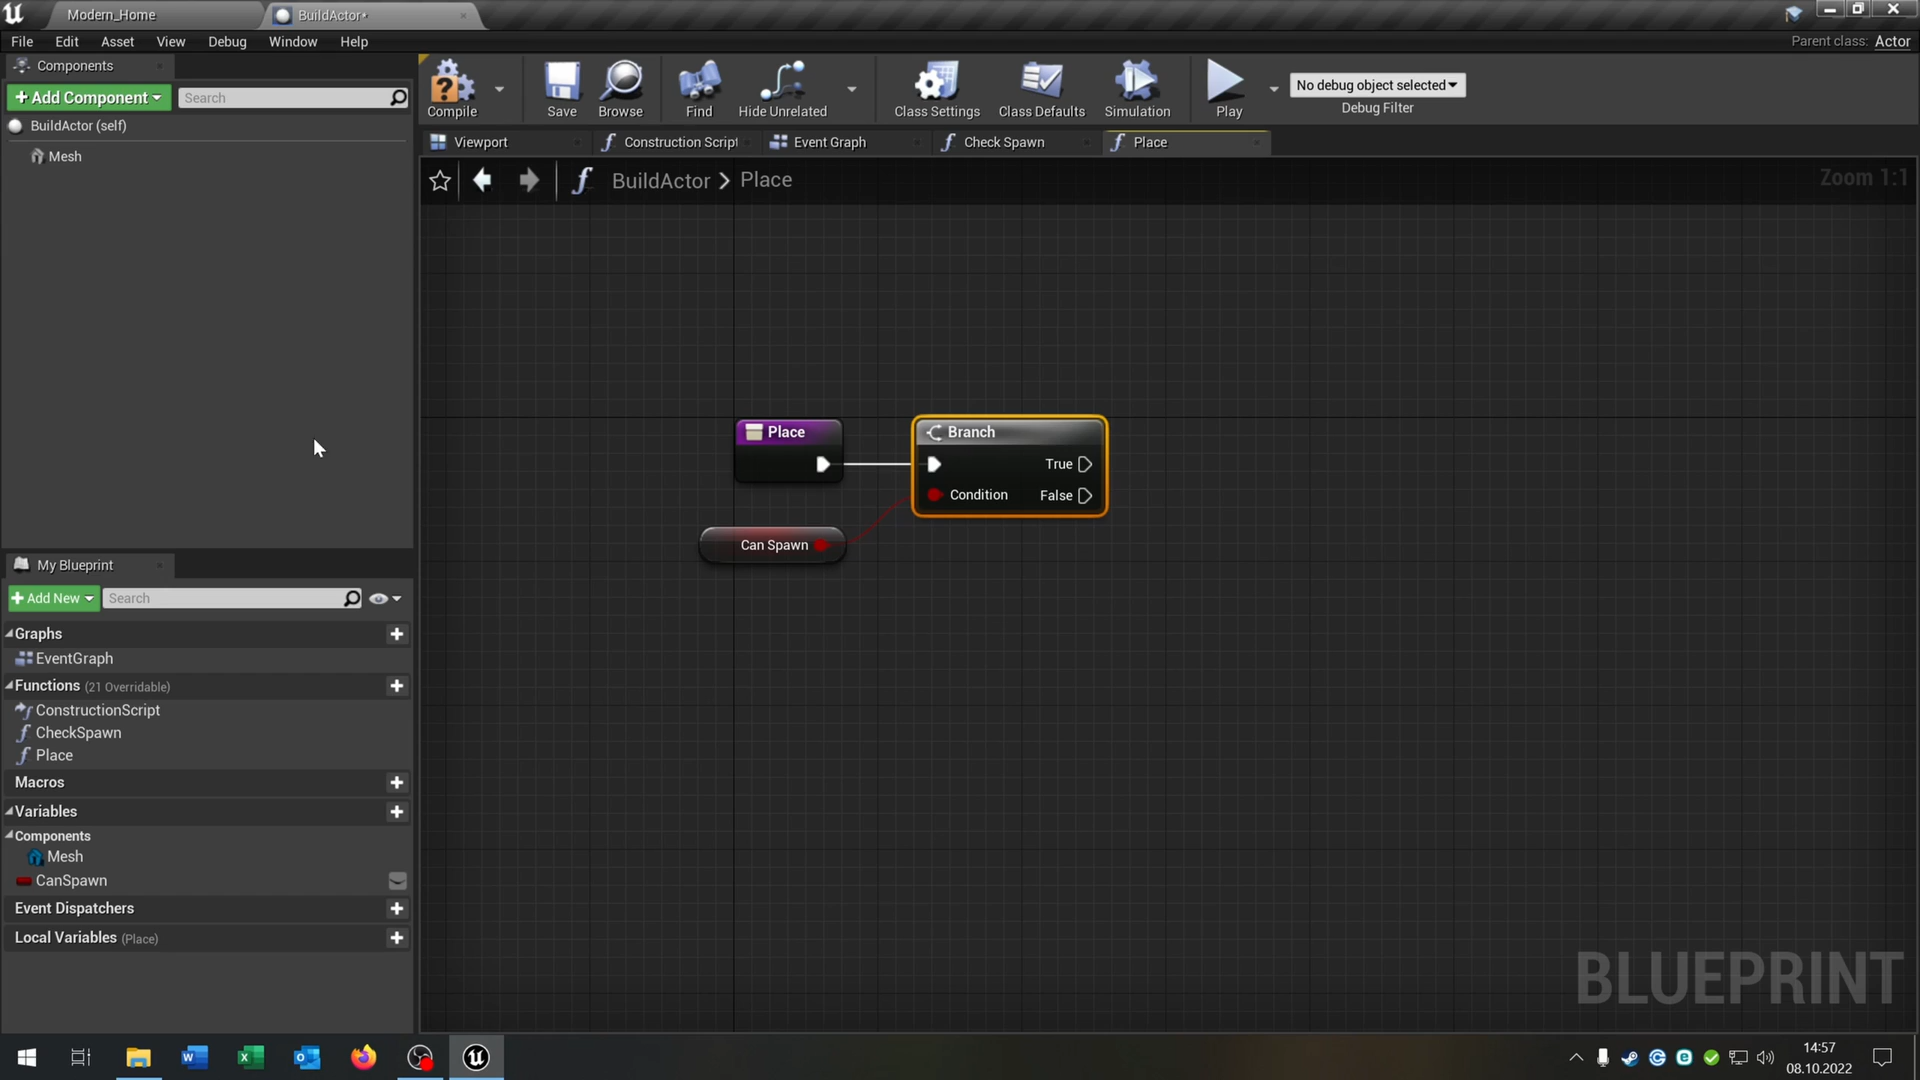 Modern_Home
BuildActor*
File Edit Asset View Debug Window Help
Parent class: Actor
Components
Add Component
Search
BuildActor (self)
Mesh
Compile
Save
Browse
Find
Hide Unrelated
Class Settings
Class Defaults
Simulation
Play
No debug object selected
Debug Filter
Viewport
Construction Script
Event Graph
Check Spawn
Place
BuildActor > Place
Zoom 1:1
Place
Branch
True
Condition
False
Can Spawn
My Blueprint
Add New
Search
Graphs
EventGraph
Functions (21 Overridable)
ConstructionScript
CheckSpawn
Place
Macros
Variables
Components
Mesh
CanSpawn
Event Dispatchers
Local Variables (Place)
BLUEPRINT
14:57
08.10.2022